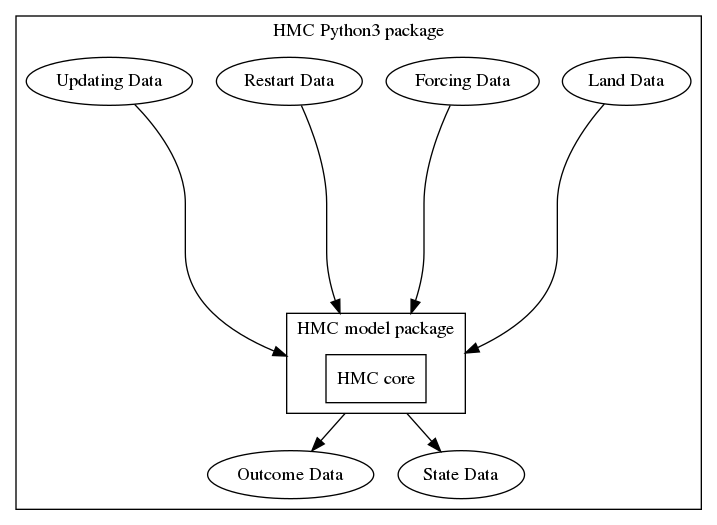 HMC Python3 package
Updating Data
Restart Data
Forcing Data
Land Data
HMC model package
HMC core
Outcome Data
State Data